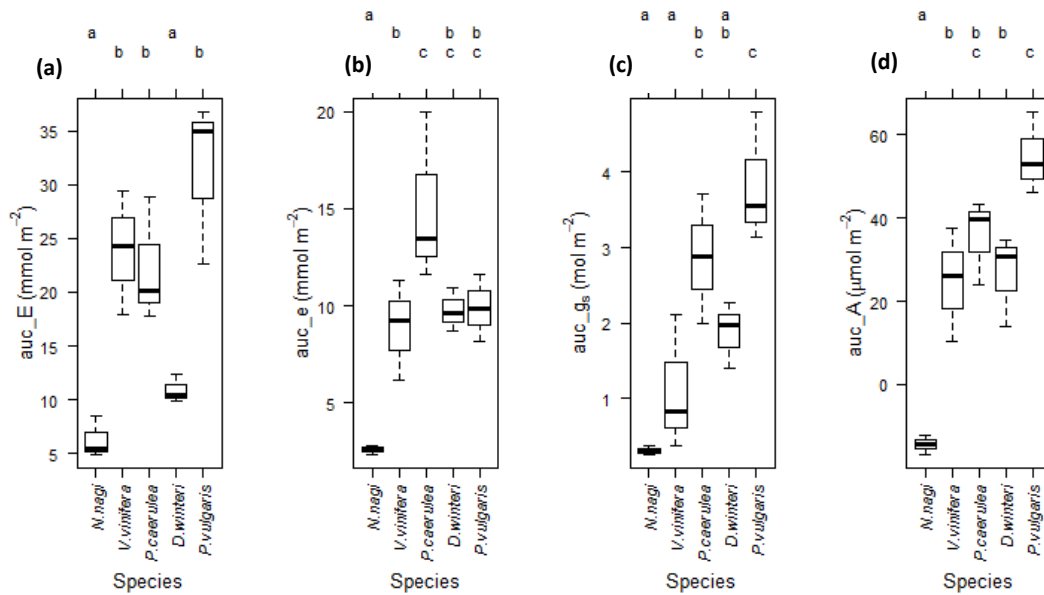 a a
b b b
(a)
35
30
25
20
15
10
5
auc_E (mmol m−2)
N.nagi
V.vinifera
P.caerulea
D.winteri
P.vulgaris
Species
a
b b b
c c c
(b)
20
15
10
5
auc_e (mmol m−2)
N.nagi
V.vinifera
P.caerulea
D.winteri
P.vulgaris
Species
a a a
b b
c c
(c)
4
3
2
1
auc_gs (mol m−2)
N.nagi
V.vinifera
P.caerulea
D.winteri
P.vulgaris
Species
a
b b b
c c
(d)
60
40
20
0
auc_A (μmol m−2)
N.nagi
V.vinifera
P.caerulea
D.winteri
P.vulgaris
Species